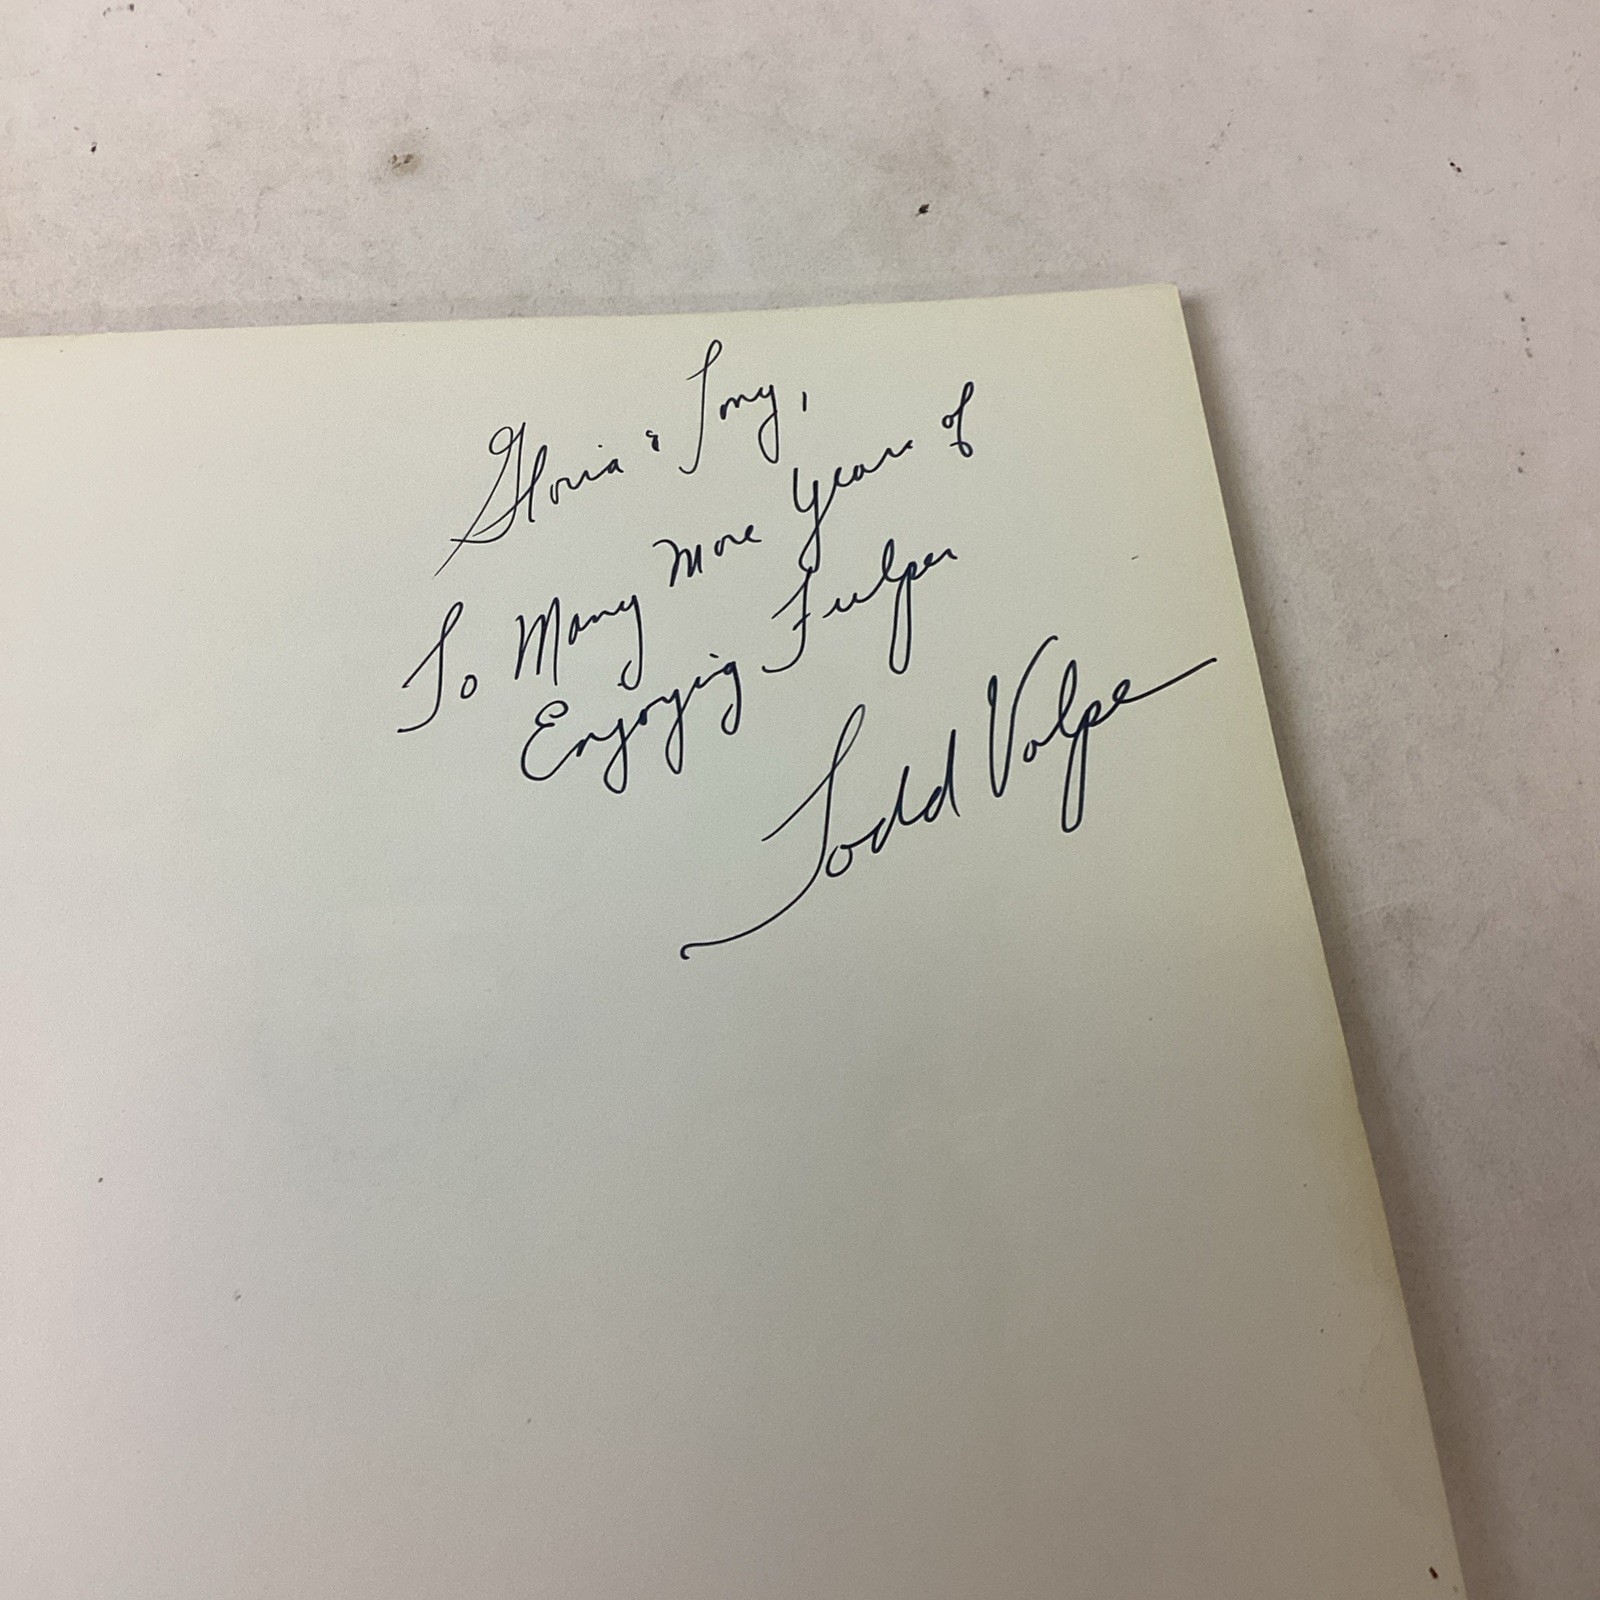 Gloria & Tony,
To Many More Years of
Enjoying Fulper
Todd Volpe